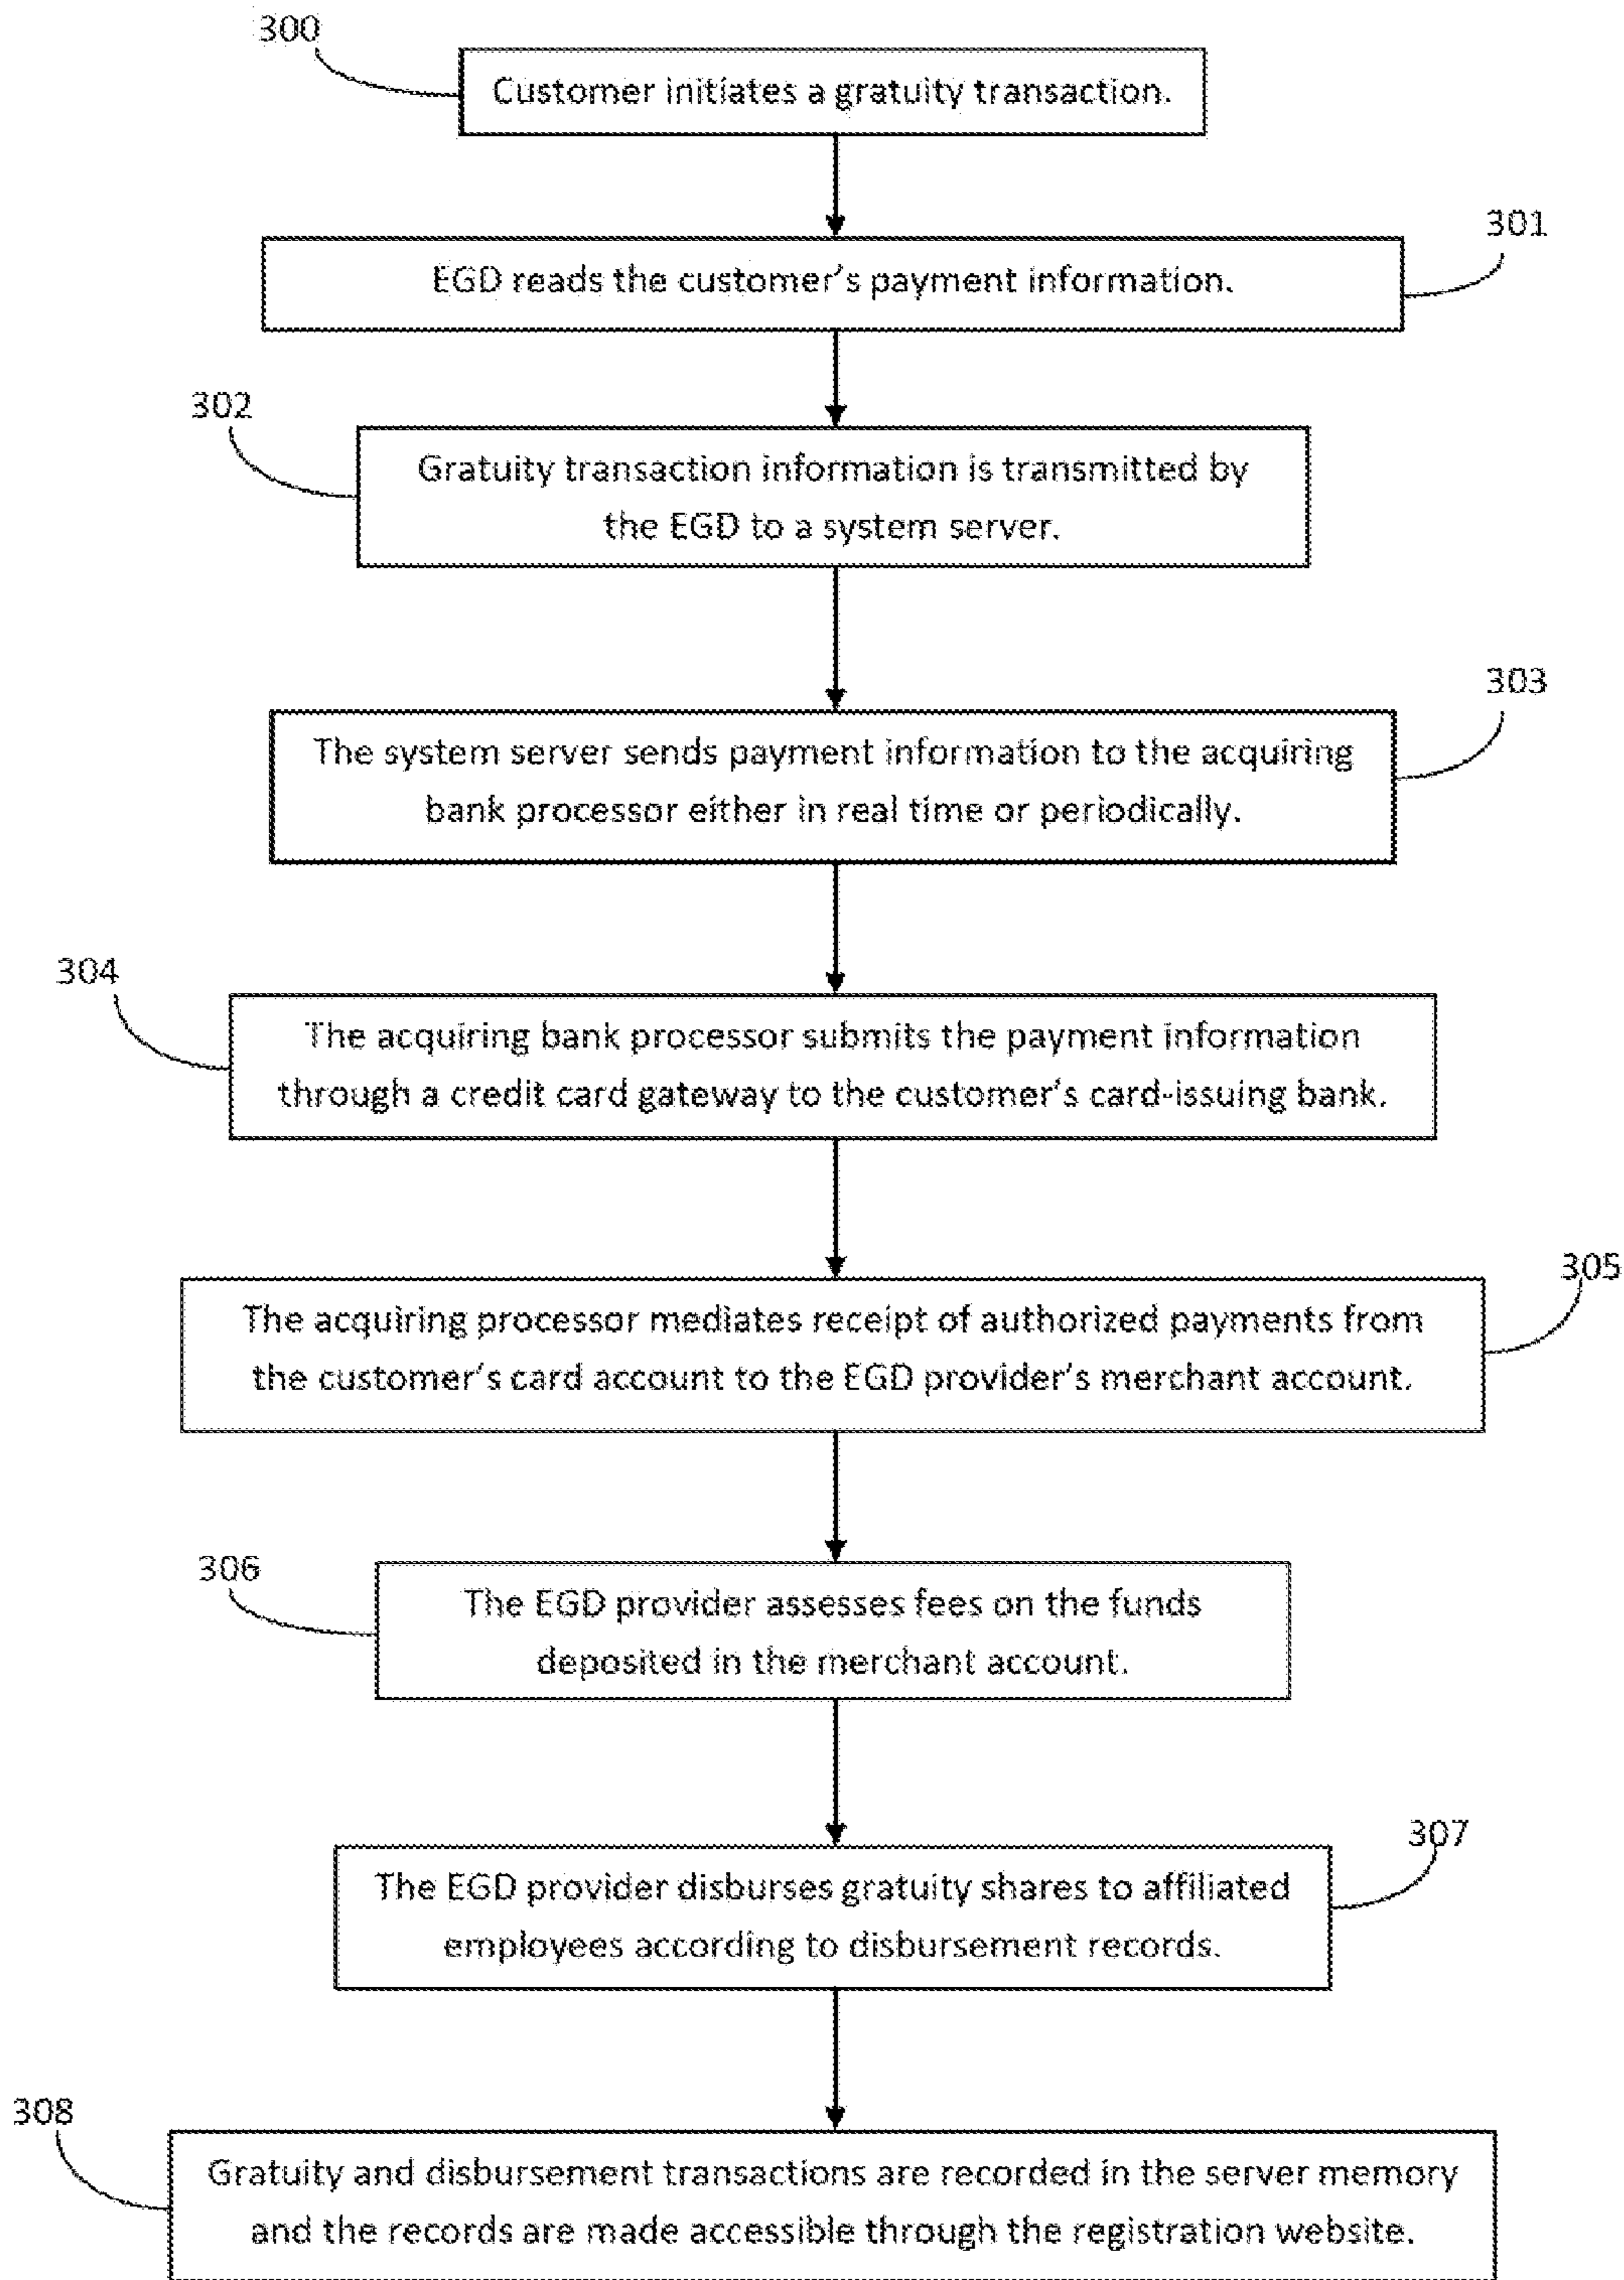 300
Customer initiates a gratuity transaction.
301
EGD reads the customer's payment information.
302
Gratuity transaction information is transmitted by
the EGD to a system server.
303
The system server sends payment information to the acquiring
bank processor either in real time or periodically.
304
The acquiring bank processor submits the payment information
through a credit card gateway to the customer's card-issuing bank.
305
The acquiring processor mediates receipt of authorized payments from
the customer's card account to the EGD provider's merchant account.
306
The EGD provider assesses fees on the funds
deposited in the merchant account.
307
The EGD provider disburses gratuity shares to affiliated
employees according to disbursement records.
308
Gratuity and disbursement transactions are recorded in the server memory
and the records are made accessible through the registration website.